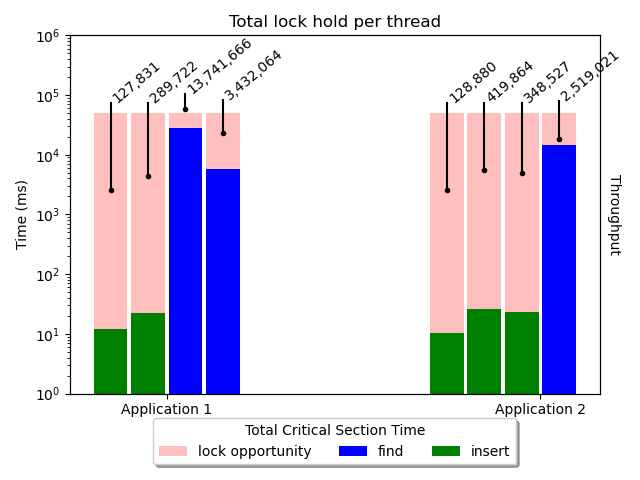 Total lock hold per thread
Time (ms)
10^6
10^5
10^4
10^3
10^2
10^1
10^0
127,831
289,722
13,741,666
3,432,064
128,880
419,864
348,527
2,519,021
Throughput
Application 1
Application 2
Total Critical Section Time
lock opportunity find insert